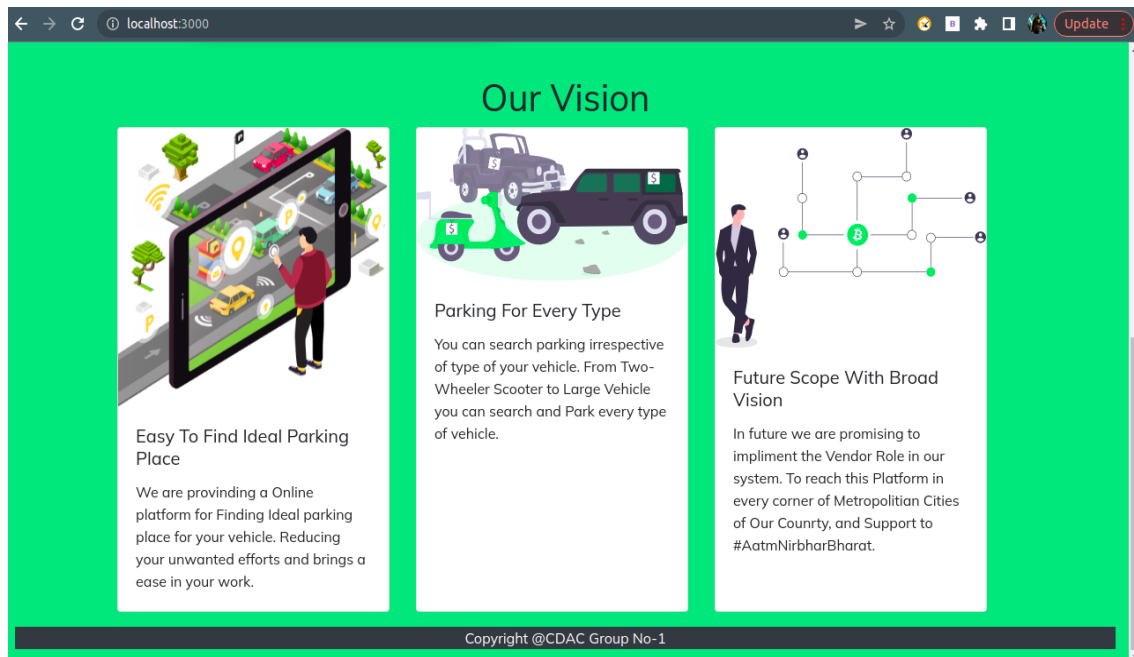 localhost:3000
Update
Our Vision
P
P
P
$
$
$
Easy To Find Ideal Parking
Place
We are provinding a Online
platform for Finding Ideal parking
place for your vehicle. Reducing
your unwanted efforts and brings a
ease in your work.
Parking For Every Type
You can search parking irrespective
of type of your vehicle. From Two-
Wheeler Scooter to Large Vehicle
you can search and Park every type
of vehicle.
Future Scope With Broad
Vision
In future we are promising to
impliment the Vendor Role in our
system. To reach this Platform in
every corner of Metropolitian Cities
of Our Counrty, and Support to
#AatmNirbharBharat.
Copyright @CDAC Group No-1